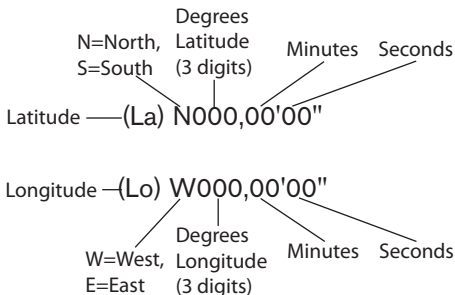 Degrees
N=North, Latitude Minutes Seconds
S=South (3 digits)
Latitude (La) N000,00'00"
Longitude (Lo) W000,00'00"
Degrees
W=West, Longitude Minutes Seconds
E=East (3 digits)